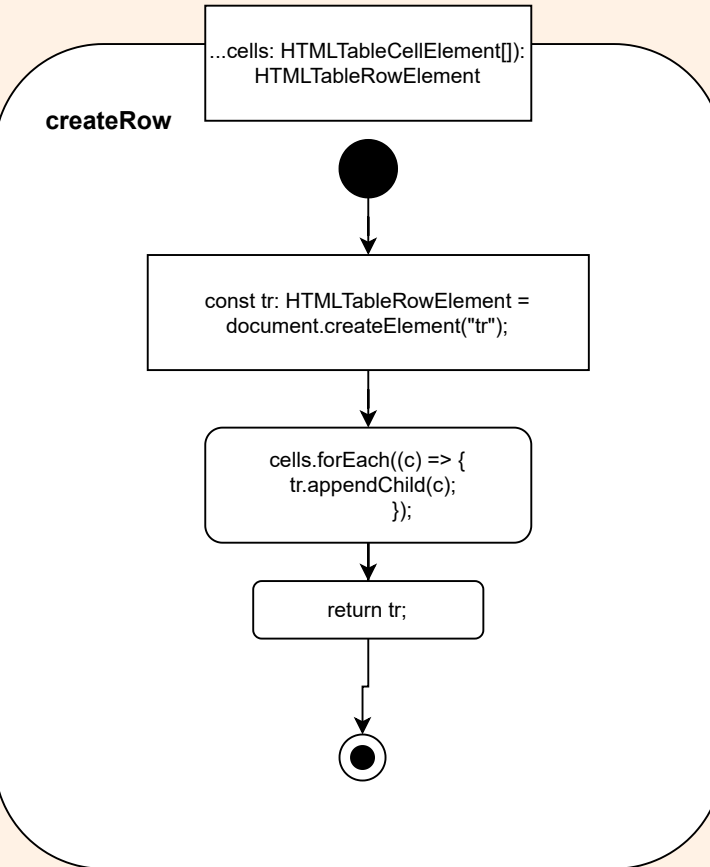 ...cells: HTMLTableCellElement[]):
HTMLTableRowElement
createRow
const tr: HTMLTableRowElement =
document.createElement("tr");
cells.forEach((c) => {
tr.appendChild(c);
});
return tr;